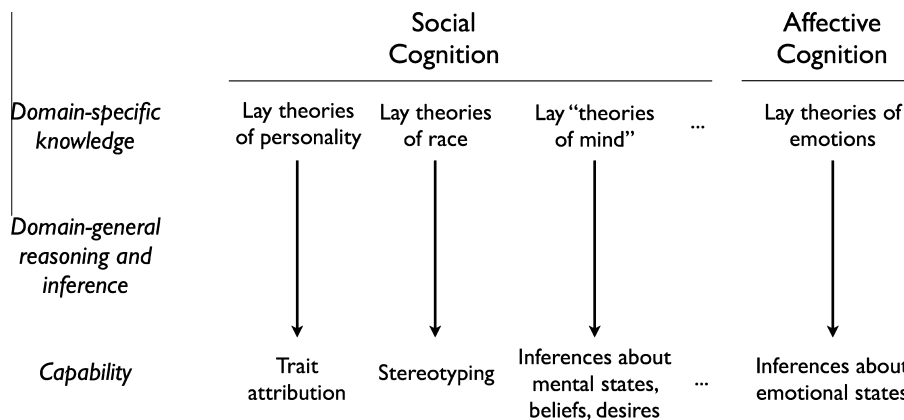 Social
Cognition
Affective
Cognition
Domain-specific
knowledge
Lay theories
of personality
Lay theories
of race
Lay “theories
of mind”
...
Lay theories of
emotions
Domain-general
reasoning and
inference
Capability
Trait
attribution
Stereotyping
Inferences about
mental states,
beliefs, desires
...
Inferences about
emotional states